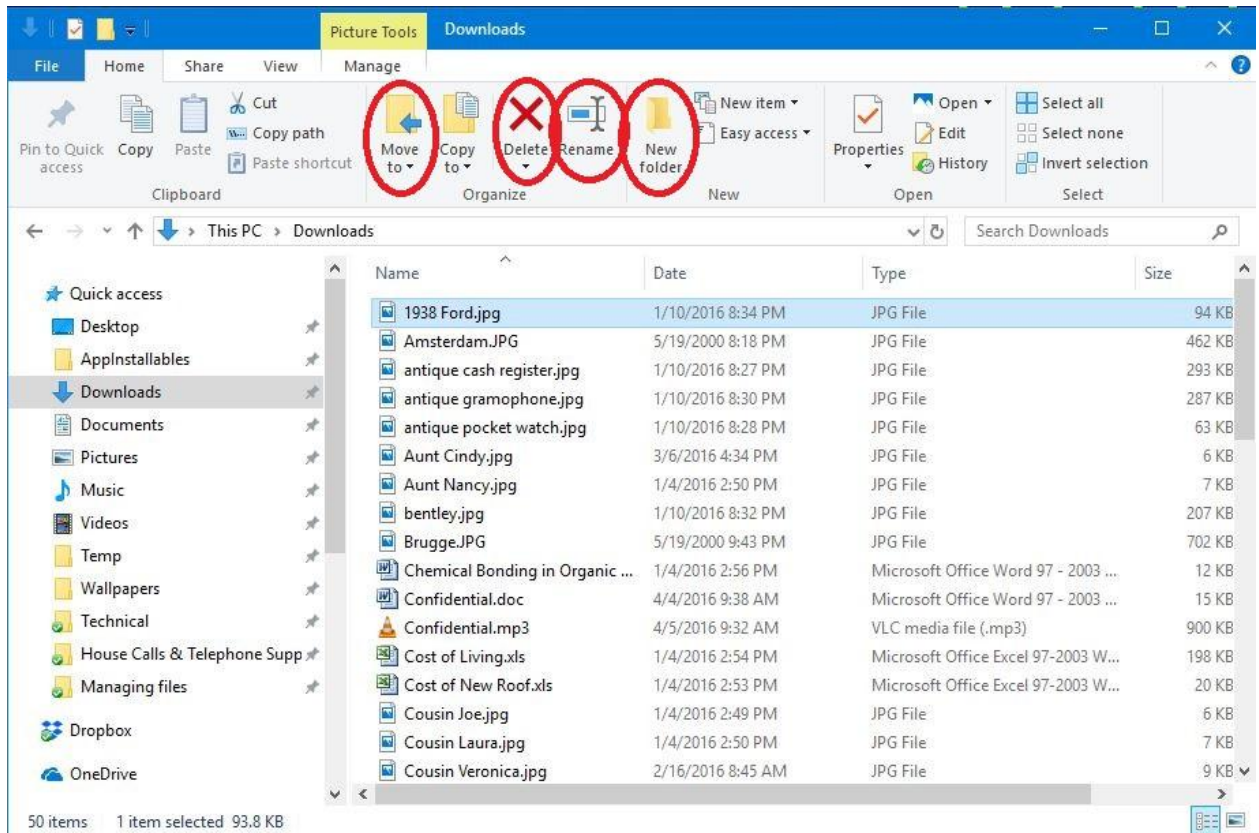 Picture Tools Downloads
File Home Share View Manage
Pin to Quick access
Copy
Paste
Cut
Copy path
Paste shortcut
Clipboard
Move to
Copy to
Delete
Rename
Organize
New folder
New item
Easy access
New
Properties
Open
Edit
History
Open
Select all
Select none
Invert selection
Select
This PC > Downloads
Search Downloads
Quick access
Desktop
AppInstallables
Downloads
Documents
Pictures
Music
Videos
Temp
Wallpapers
Technical
House Calls & Telephone Supp
Managing files
Dropbox
OneDrive
Name Date Type Size
1938 Ford.jpg 1/10/2016 8:34 PM JPG File 94 KB
Amsterdam.JPG 5/19/2000 8:18 PM JPG File 462 KB
antique cash register.jpg 1/10/2016 8:27 PM JPG File 293 KB
antique gramophone.jpg 1/10/2016 8:30 PM JPG File 287 KB
antique pocket watch.jpg 1/10/2016 8:28 PM JPG File 63 KB
Aunt Cindy.jpg 3/6/2016 4:34 PM JPG File 6 KB
Aunt Nancy.jpg 1/4/2016 2:50 PM JPG File 7 KB
bentley.jpg 1/10/2016 8:32 PM JPG File 207 KB
Brugge.JPG 5/19/2000 9:43 PM JPG File 702 KB
Chemical Bonding in Organic ... 1/4/2016 2:56 PM Microsoft Office Word 97 - 2003 ... 12 KB
Confidential.doc 4/4/2016 9:38 AM Microsoft Office Word 97 - 2003 ... 15 KB
Confidential.mp3 4/5/2016 9:32 AM VLC media file (.mp3) 900 KB
Cost of Living.xls 1/4/2016 2:54 PM Microsoft Office Excel 97-2003 W... 198 KB
Cost of New Roof.xls 1/4/2016 2:53 PM Microsoft Office Excel 97-2003 W... 20 KB
Cousin Joe.jpg 1/4/2016 2:49 PM JPG File 6 KB
Cousin Laura.jpg 1/4/2016 2:50 PM JPG File 7 KB
Cousin Veronica.jpg 2/16/2016 8:45 AM JPG File 9 KB
50 items 1 item selected 93.8 KB